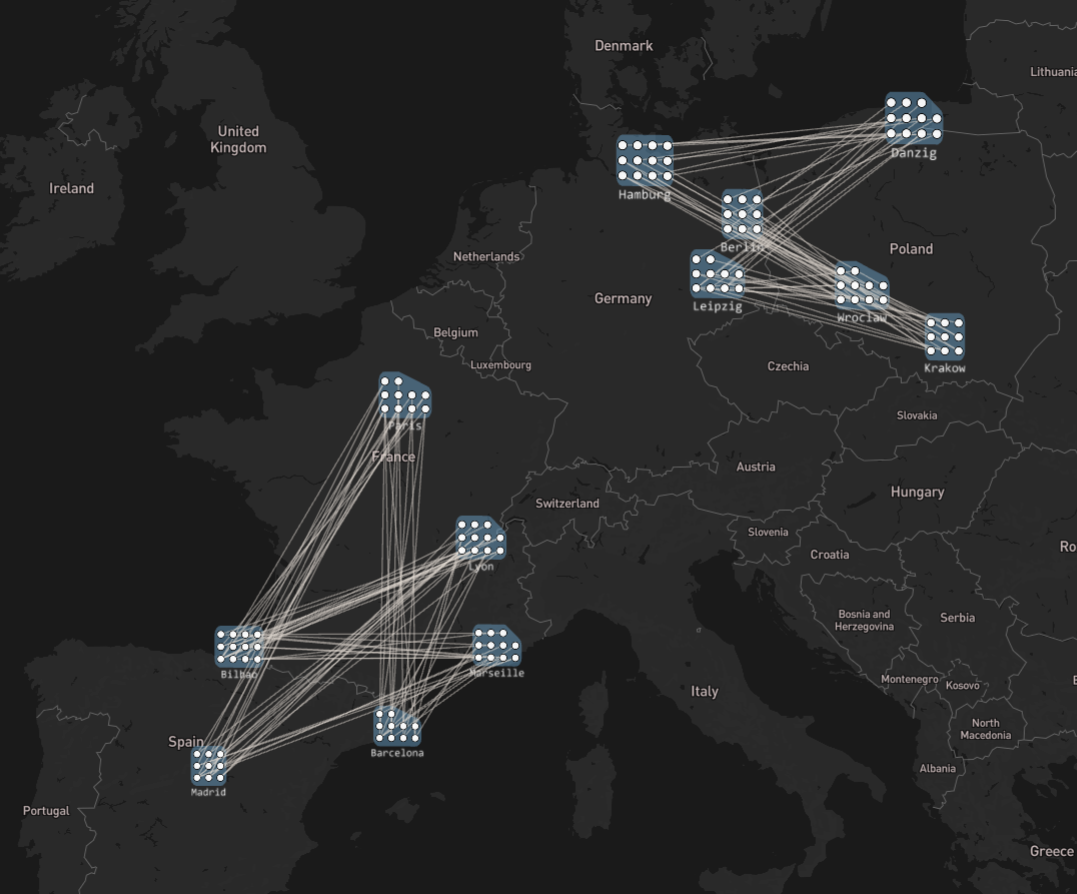 Denmark
Lithuania
United
Kingdom
Danzig
Ireland
Hamburg
Berlin
Poland
Netherlands
Germany
Leipzig
Wroclaw
Belgium
Luxembourg
Czechia
Krakow
Slovakia
Paris
France
Austria
Hungary
Switzerland
Slovenia
Ro
Croatia
Lyon
Bosnia and
Herzegovina
Serbia
Bilbao
Marseille
Montenegro
Kosovo
Italy
North
Macedonia
Spain
Barcelona
Albania
Madrid
Portugal
Greece